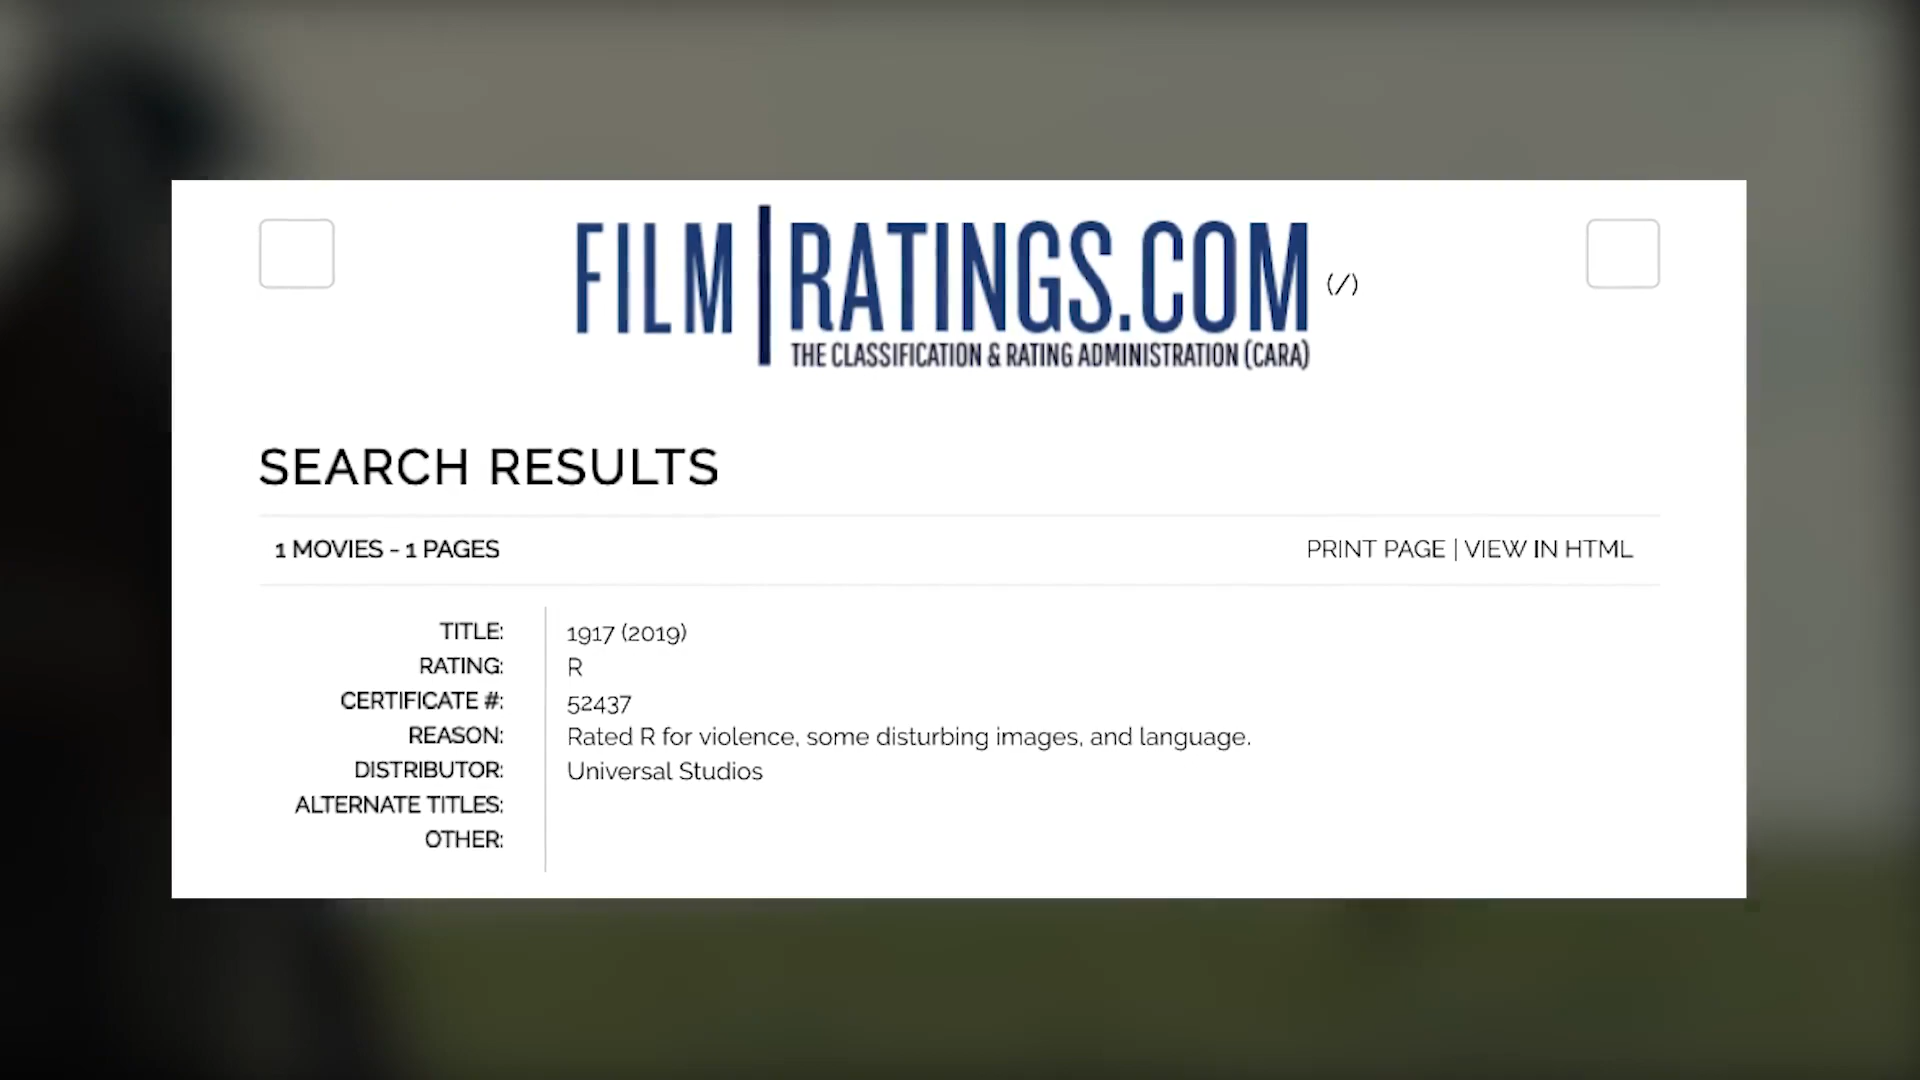 FILM|RATINGS.COM (/)
THE CLASSIFICATION & RATING ADMINISTRATION (CARA)
SEARCH RESULTS
1 MOVIES - 1 PAGES PRINT PAGE | VIEW IN HTML
TITLE: 1917 (2019)
RATING: R
CERTIFICATE #: 52437
REASON: Rated R for violence, some disturbing images, and language.
DISTRIBUTOR: Universal Studios
ALTERNATE TITLES:
OTHER: